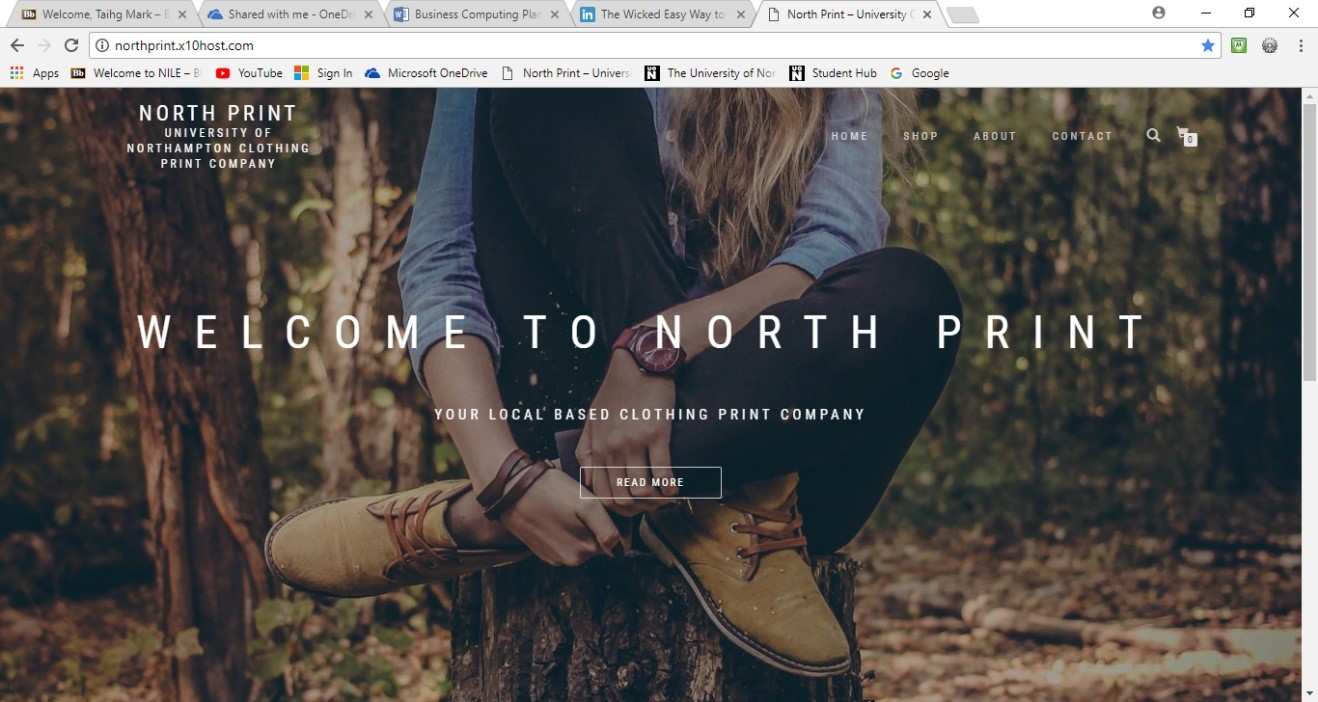 Welcome, Taihg Mark – B
Shared with me - OneDri
Business Computing Plan
The Wicked Easy Way to
North Print – University
northprint.x10host.com
Apps Welcome to NILE – B YouTube Sign In Microsoft OneDrive North Print – Univers The University of Nor Student Hub Google
NORTH PRINT
UNIVERSITY OF
NORTHAMPTON CLOTHING
PRINT COMPANY
HOME SHOP ABOUT CONTACT 0
WELCOME TO NORTH PRINT
YOUR LOCAL BASED CLOTHING PRINT COMPANY
READ MORE